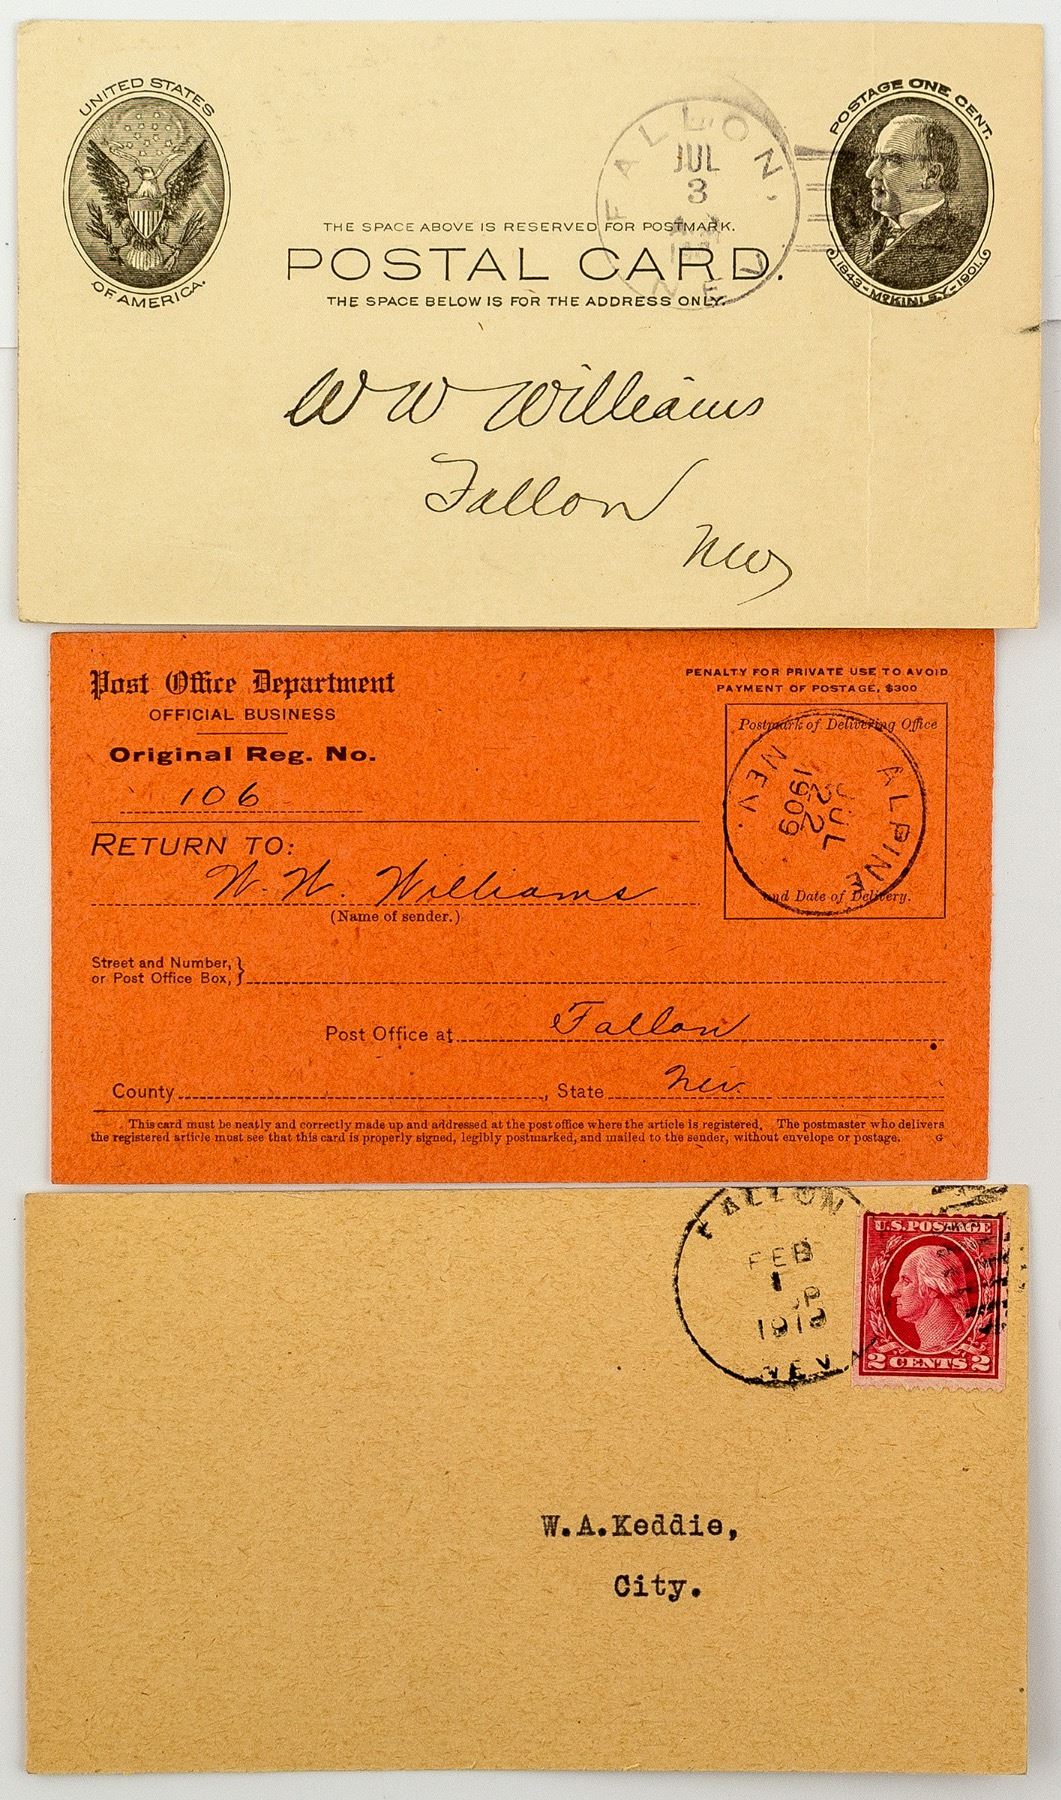 UNITED STATES
OF AMERICA.
FALLON,
JUL
3
NEV
POSTAGE ONE CENT.
1843-McKINLEY-1901.
THE SPACE ABOVE IS RESERVED FOR POSTMARK.
POSTAL CARD.
THE SPACE BELOW IS FOR THE ADDRESS ONLY.
W W Williams
Fallon
Nev
Post Office Department
OFFICIAL BUSINESS
Original Reg. No.
106
PENALTY FOR PRIVATE USE TO AVOID
PAYMENT OF POSTAGE, $300
Postmark of Delivering Office
ALPINE
JUL
22
1909
NEV.
and Date of Delivery.
RETURN TO:
W. W. Williams
(Name of sender.)
Street and Number,
or Post Office Box,
Post Office at Fallon
County , State Nev.
This card must be neatly and correctly made up and addressed at the post office where the article is registered. The postmaster who delivers
the registered article must see that this card is properly signed, legibly postmarked, and mailed to the sender, without envelope or postage. G
FALLON
FEB
1
P
1919
NEV.
U.S. POSTAGE
2 CENTS 2
W.A.Keddie,
City.